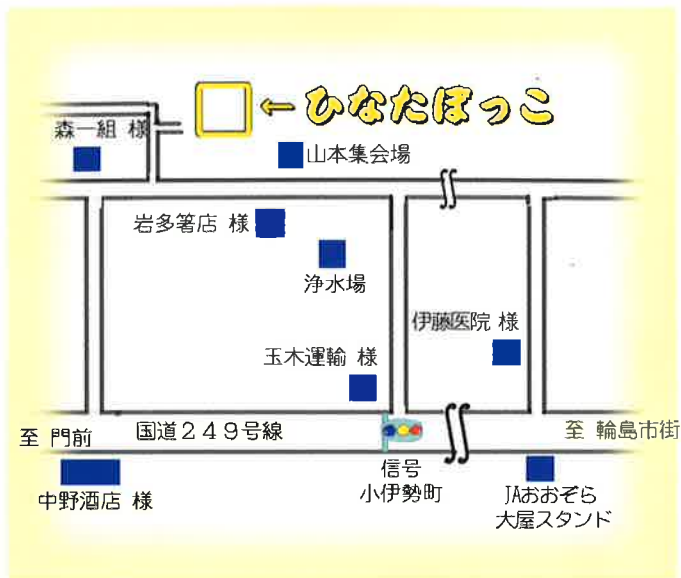 ←ひなたぼっこ
森一組 様
山本集会場
岩多箸店 様
浄水場
伊藤医院 様
玉木運輸 様
至 門前
国道249号線
至 輪島市街
信号
小伊勢町
中野酒店 様
JAおおぞら
大屋スタンド